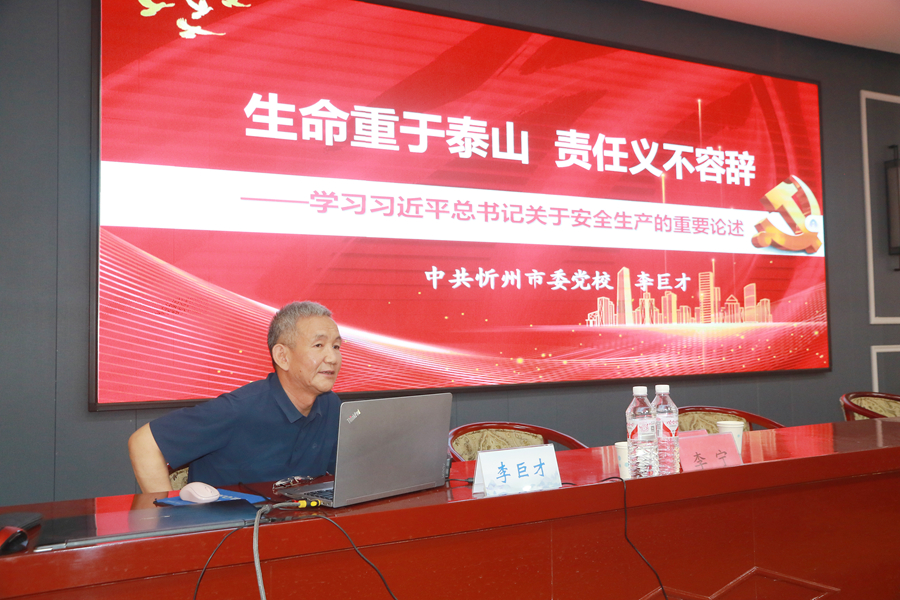 生命重于泰山 责任义不容辞
——学习习近平总书记关于安全生产的重要论述
中共忻州市委党校 李巨才
ThinkPad
李巨才
李宁